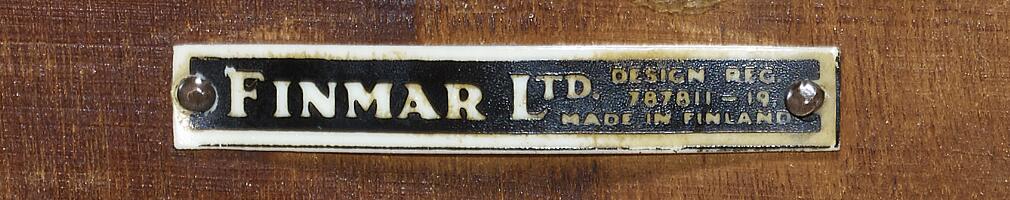 FINMAR LTD.
DESIGN REG.
787811-19
MADE IN FINLAND